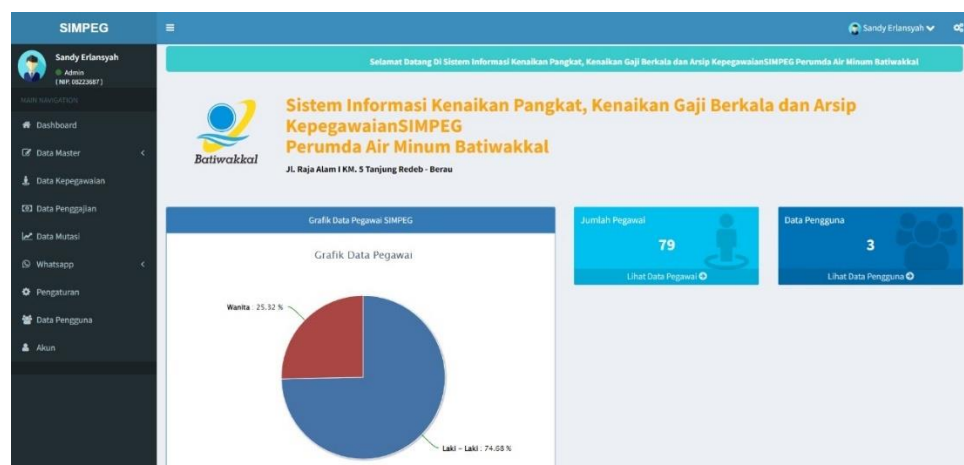 SIMPEG
Sandy Erlansyah
Sandy Erlansyah
Admin
( NIP. 08223687 )
MAIN NAVIGATION
Dashboard
Data Master
Data Kepegawaian
Data Penggajian
Data Mutasi
Whatsapp
Pengaturan
Data Pengguna
Akun
Selamat Datang Di Sistem Informasi Kenaikan Pangkat, Kenaikan Gaji Berkala dan Arsip KepegawaianSIMPEG Perumda Air Minum Batiwakkal
Batiwakkal
Sistem Informasi Kenaikan Pangkat, Kenaikan Gaji Berkala dan Arsip
KepegawaianSIMPEG
Perumda Air Minum Batiwakkal
Jl. Raja Alam I KM. 5 Tanjung Redeb - Berau
Grafik Data Pegawai SIMPEG
Grafik Data Pegawai
Wanita : 25.32 %
Laki - Laki : 74.68 %
Jumlah Pegawai
79
Lihat Data Pegawai
Data Pengguna
3
Lihat Data Pengguna